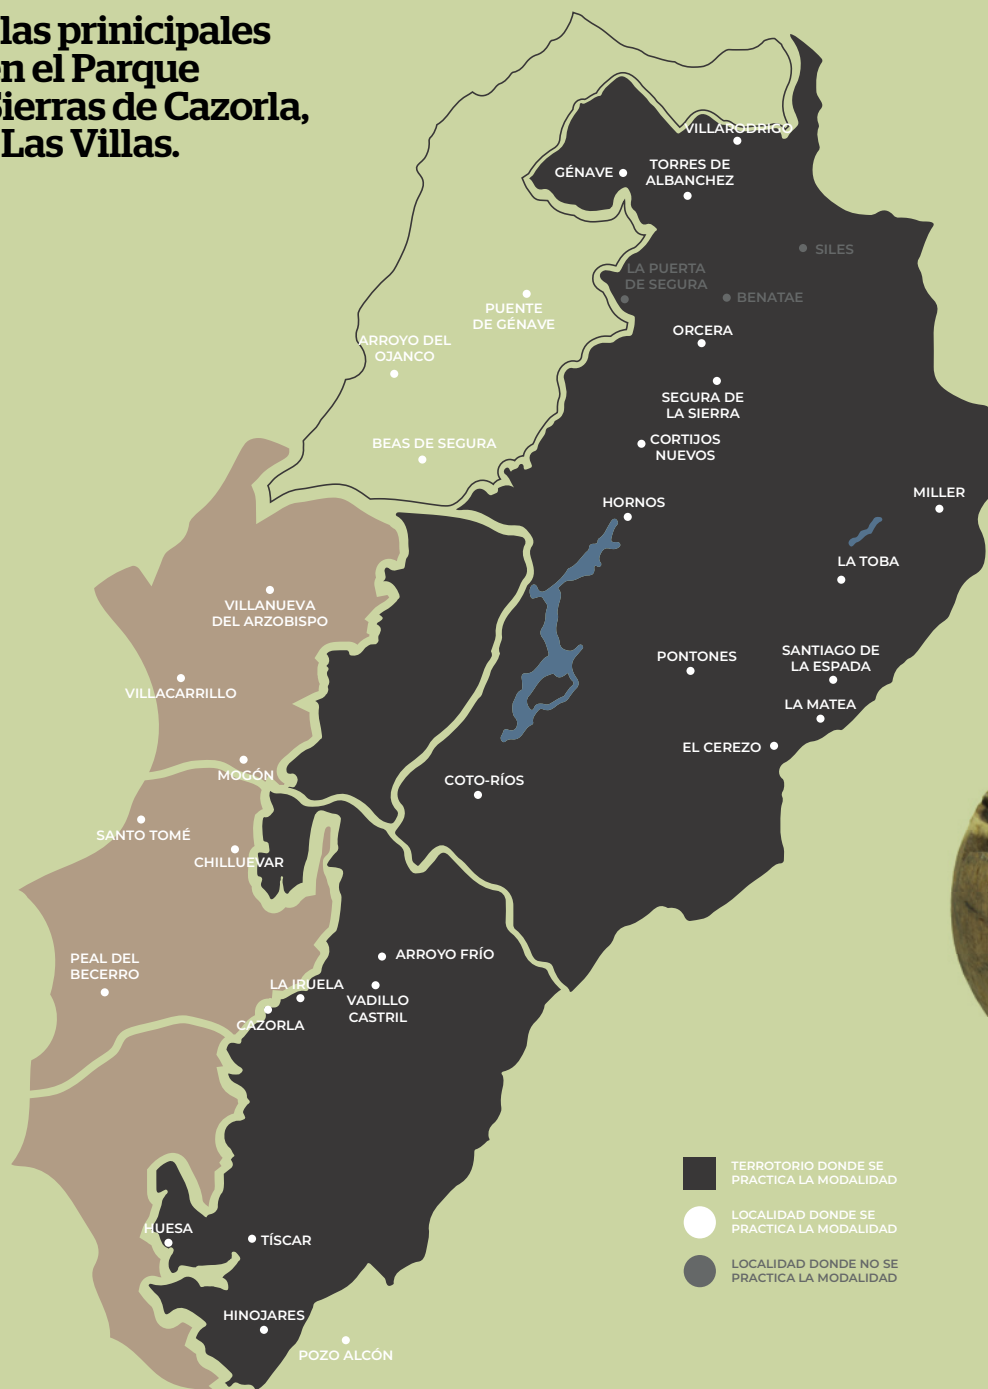 las prinicipales
en el Parque
Sierras de Cazorla,
Las Villas.
VILLARODRIGO
GÉNAVE
TORRES DE
ALBANCHEZ
SILES
LA PUERTA
DE SEGURA
BENATAE
PUENTE
DE GÉNAVE
ORCERA
ARROYO DEL
OJANCO
SEGURA DE
LA SIERRA
BEAS DE SEGURA
CORTIJOS
NUEVOS
MILLER
HORNOS
LA TOBA
VILLANUEVA
DEL ARZOBISPO
SANTIAGO DE
LA ESPADA
PONTONES
VILLACARRILLO
LA MATEA
EL CEREZO
MOGÓN
COTO-RÍOS
SANTO TOMÉ
CHILLUEVAR
ARROYO FRÍO
PEAL DEL
BECERRO
LA IRUELA
VADILLO
CASTRIL
CAZORLA
TERROTORIO DONDE SE
PRACTICA LA MODALIDAD
LOCALIDAD DONDE SE
PRACTICA LA MODALIDAD
HUESA
TÍSCAR
LOCALIDAD DONDE NO SE
PRACTICA LA MODALIDAD
HINOJARES
POZO ALCÓN